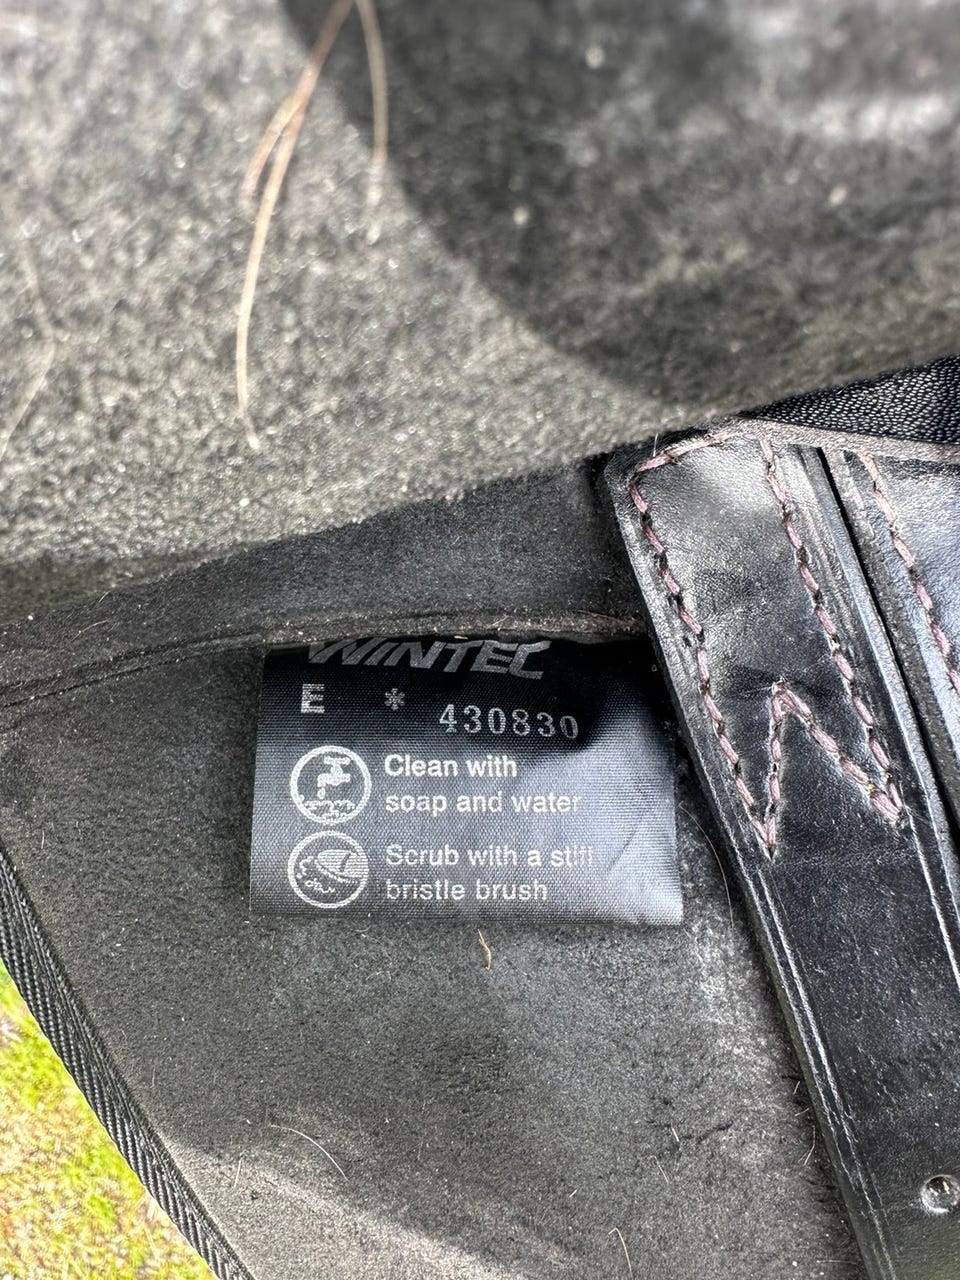 WINTEC
E * 430830
Clean with
soap and water
Scrub with a stiff
bristle brush